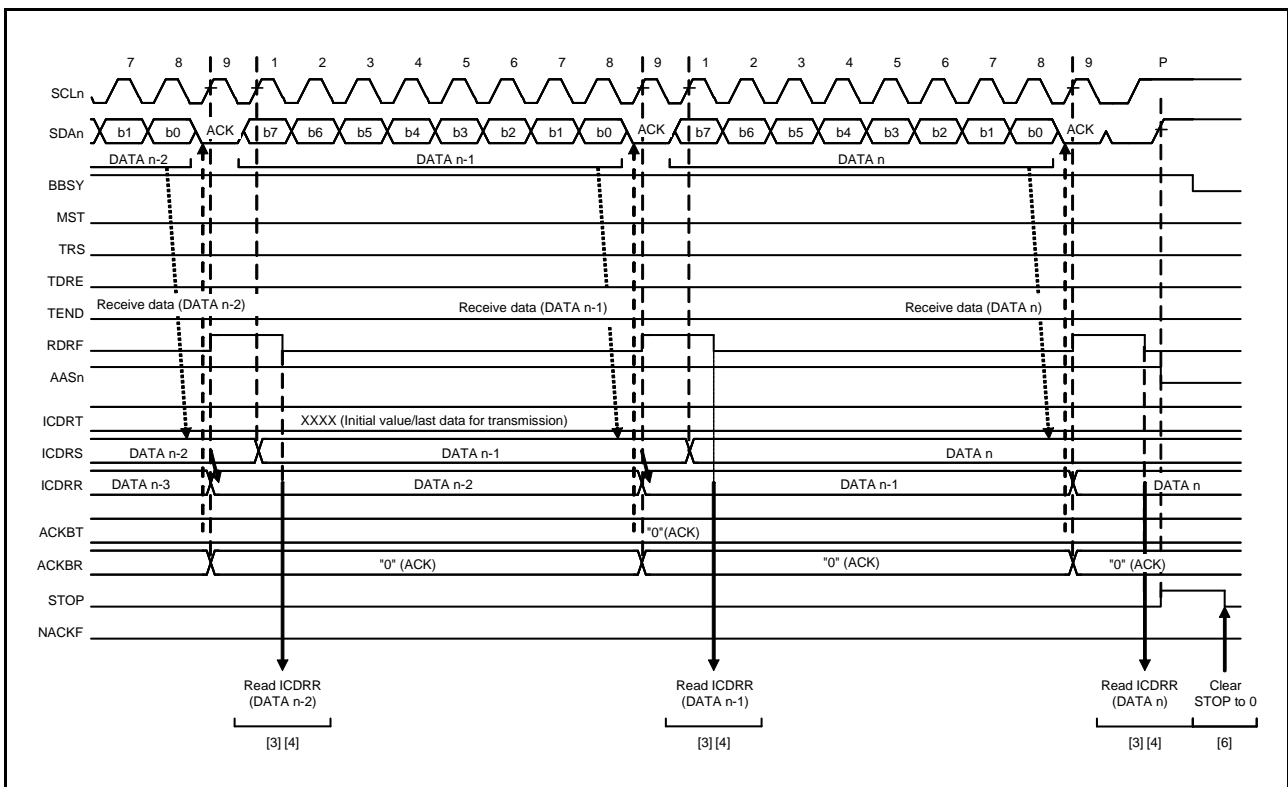 7 8 9 1 2 3 4 5 6 7 8 9 1 2 3 4 5 6 7 8 9 P
SCLn
SDAn b1 b0 ACK b7 b6 b5 b4 b3 b2 b1 b0 ACK b7 b6 b5 b4 b3 b2 b1 b0 ACK
DATA n-2 DATA n-1 DATA n
BBSY
MST
TRS
TDRE
TEND
Receive data (DATA n-2) Receive data (DATA n-1) Receive data (DATA n)
RDRF
AASn
ICDRT XXXX (Initial value/last data for transmission)
ICDRS DATA n-2 DATA n-1 DATA n
ICDRR DATA n-3 DATA n-2 DATA n-1 DATA n
ACKBT "0"(ACK)
ACKBR "0" (ACK) "0" (ACK) "0" (ACK)
STOP
NACKF
Read ICDRR Read ICDRR Read ICDRR Clear
(DATA n-2) (DATA n-1) (DATA n) STOP to 0
[3] [4] [3] [4] [3] [4] [6]